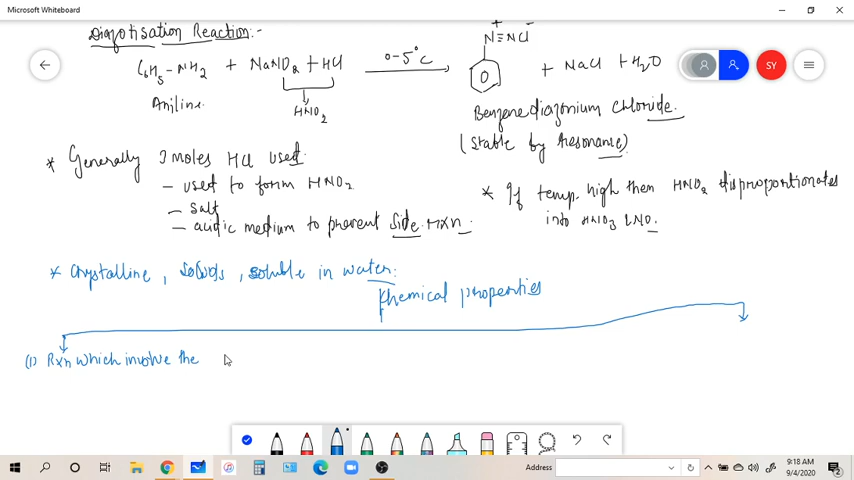 Microsoft Whiteboard
Diazotisation Reaction:-
C6H5-NH2 + NaNO2 + HCl 0-5°C N≡NCl + NaCl + H2O
+ -
Aniline
HNO2
Benzenediazonium Chloride.
(Stable by Resonance)
* Generally 3 moles HCl used.
- used to form HNO2
- Salt
- acidic medium to prevent Side rxn
* If temp. high then HNO2 disproportionates
into HNO3 & NO.
* Crystalline, solids, soluble in water:
Chemical properties
(1) Rxn which involve the
SY
Address
9:18 AM
9/4/2020
2